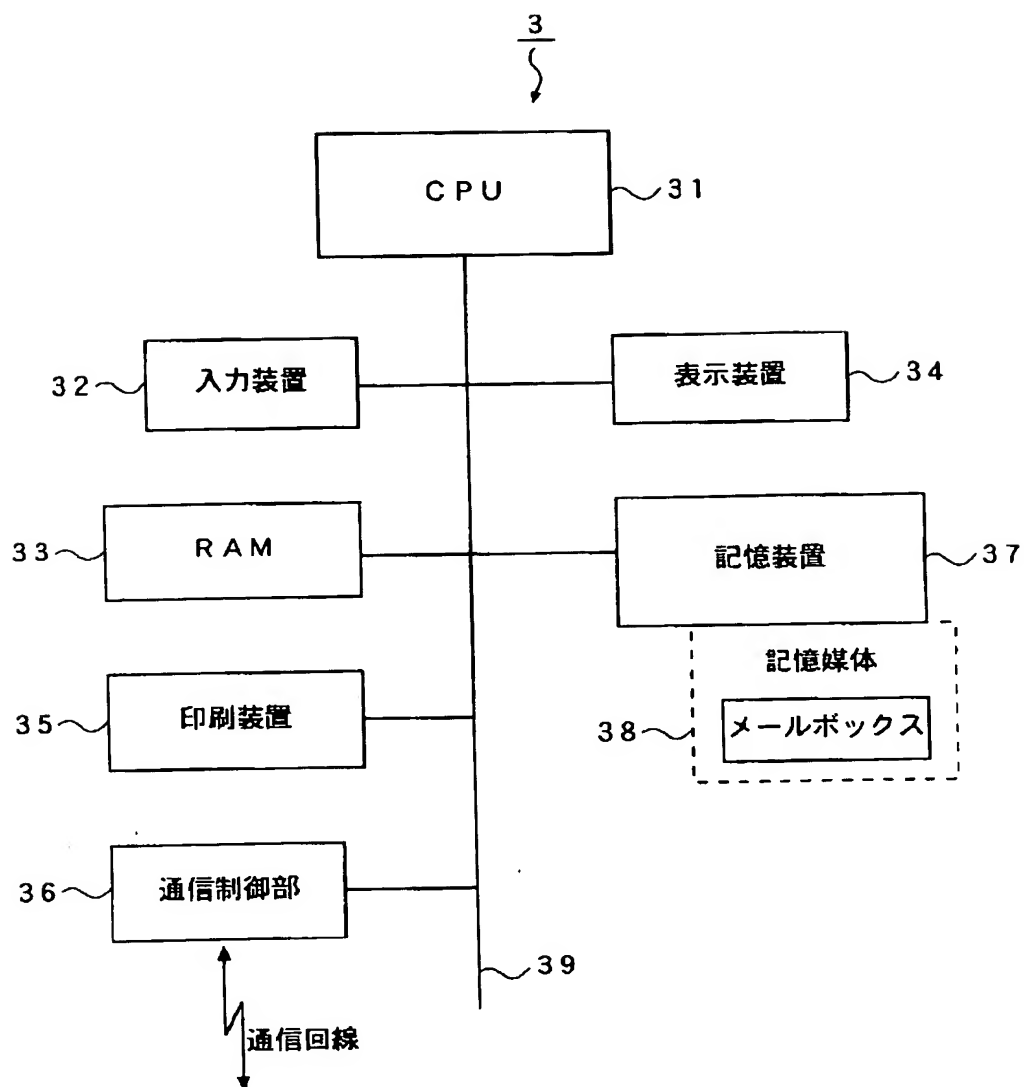 3
CPU
31
32
入力装置
表示装置
34
33
RAM
記憶装置
37
記憶媒体
35
印刷装置
38
メールボックス
36
通信制御部
39
通信回線